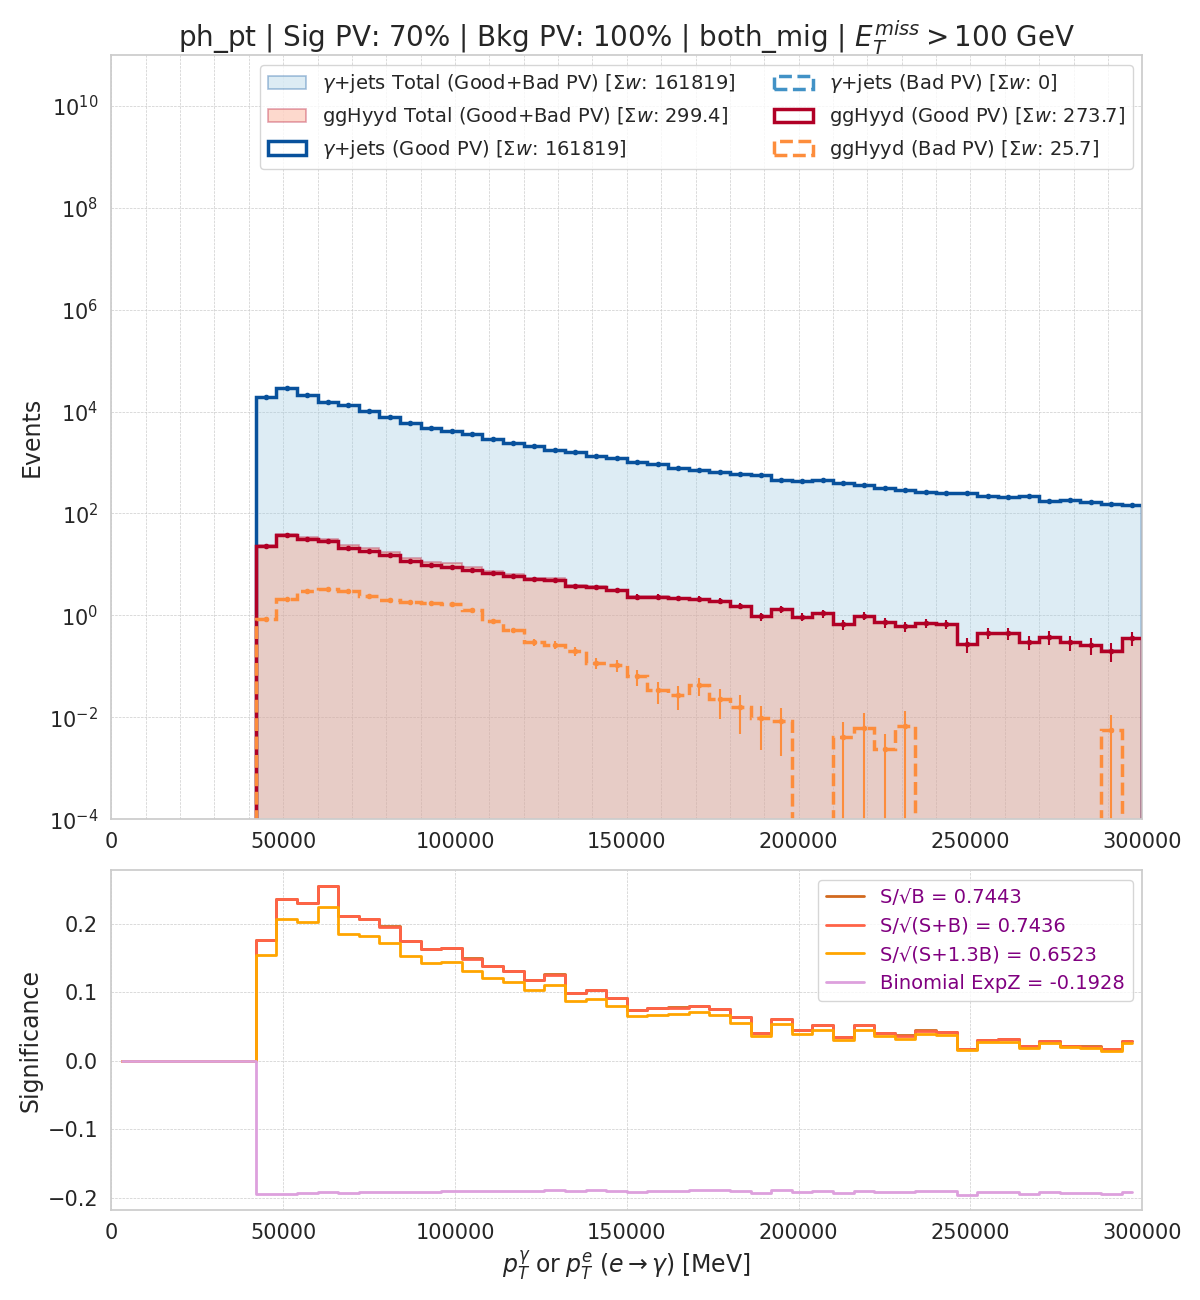 ph_pt | Sig PV: 70% | Bkg PV: 100% | both_mig | $E_T^{miss} > 100$ GeV
γ+jets Total (Good+Bad PV) [Σw: 161819]
ggHyyd Total (Good+Bad PV) [Σw: 299.4]
γ+jets (Good PV) [Σw: 161819]
γ+jets (Bad PV) [Σw: 0]
ggHyyd (Good PV) [Σw: 273.7]
ggHyyd (Bad PV) [Σw: 25.7]
Events
$10^{10}$
$10^{8}$
$10^{6}$
$10^{4}$
$10^{2}$
$10^{0}$
$10^{-2}$
$10^{-4}$
0 50000 100000 150000 200000 250000 300000
S/√B = 0.7443
S/√(S+B) = 0.7436
S/√(S+1.3B) = 0.6523
Binomial ExpZ = -0.1928
Significance
0.2
0.1
0.0
−0.1
−0.2
0 50000 100000 150000 200000 250000 300000
$p_T^γ$ or $p_T^e$ (e→γ) [MeV]